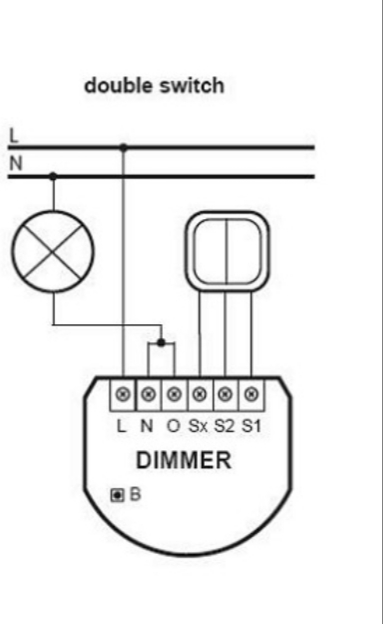 double switch
L
N
L N O Sx S2 S1
DIMMER
B